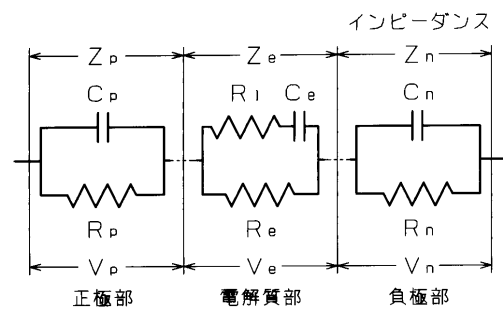 インピーダンス
Zp Ze Zn
Cp R1 Ce Cn
Rp Re Rn
Vp Ve Vn
正極部 電解質部 負極部